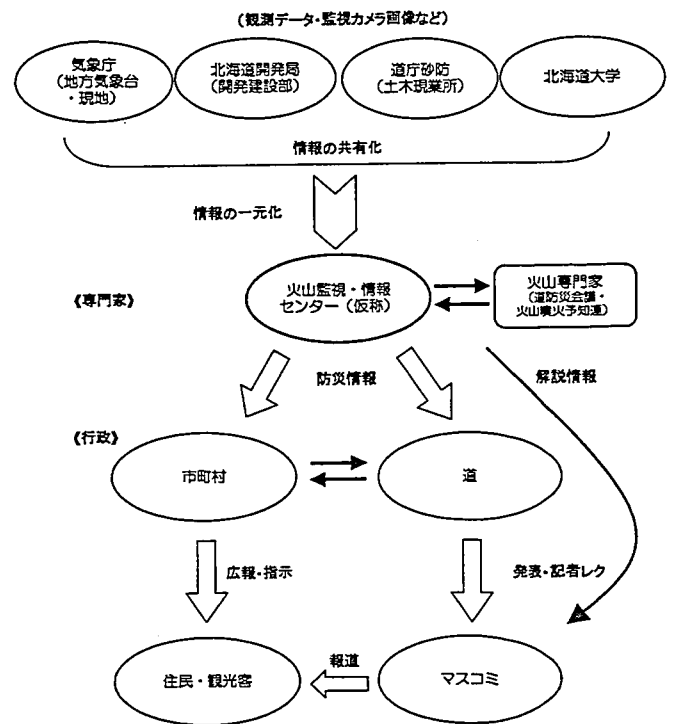 （観測データ・監視カメラ画像など）
気象庁
（地方気象台
・現地）
北海道開発局
（開発建設部）
道庁砂防
（土木現業所）
北海道大学
情報の共有化
情報の一元化
《専門家》
火山監視・情報
センター（仮称）
火山専門家
（道防災会議・
火山噴火予知連）
防災情報
解説情報
《行政》
市町村
道
広報・指示
発表・記者レク
住民・観光客
報道
マスコミ